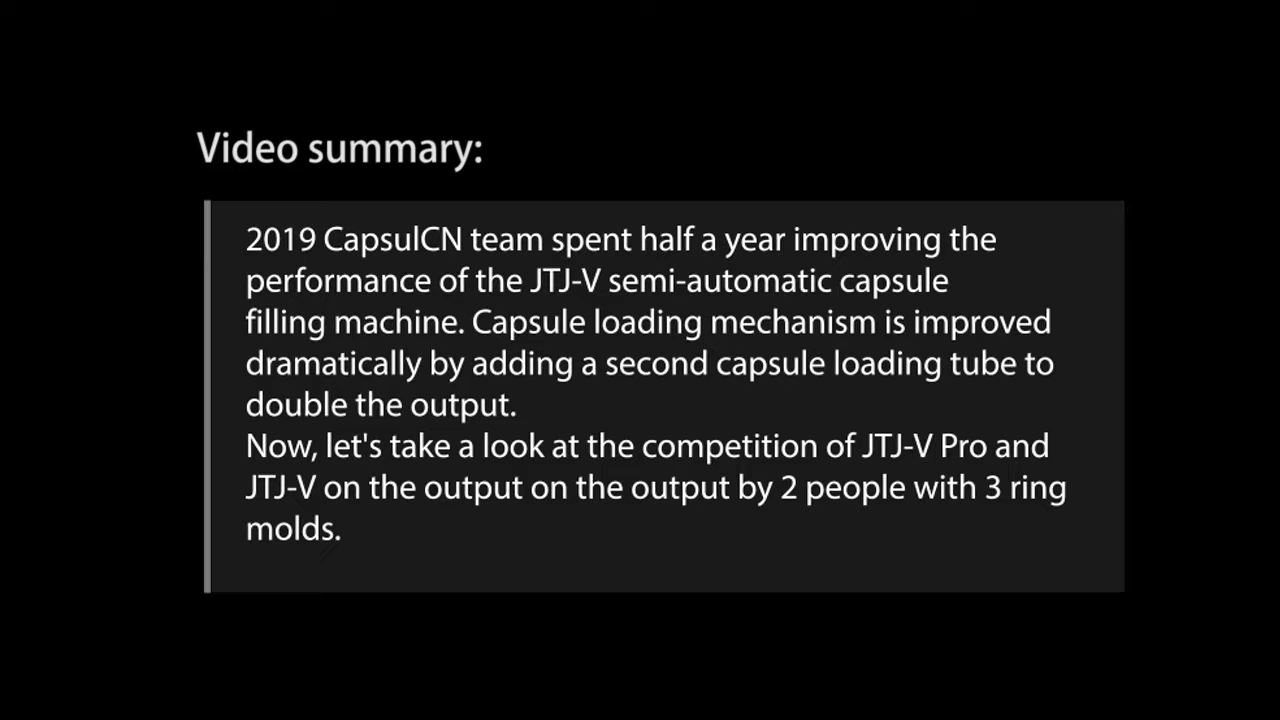 Video summary:
2019 CapsulCN team spent half a year improving the
performance of the JTJ-V semi-automatic capsule
filling machine. Capsule loading mechanism is improved
dramatically by adding a second capsule loading tube to
double the output.
Now, let's take a look at the competition of JTJ-V Pro and
JTJ-V on the output on the output by 2 people with 3 ring
molds.